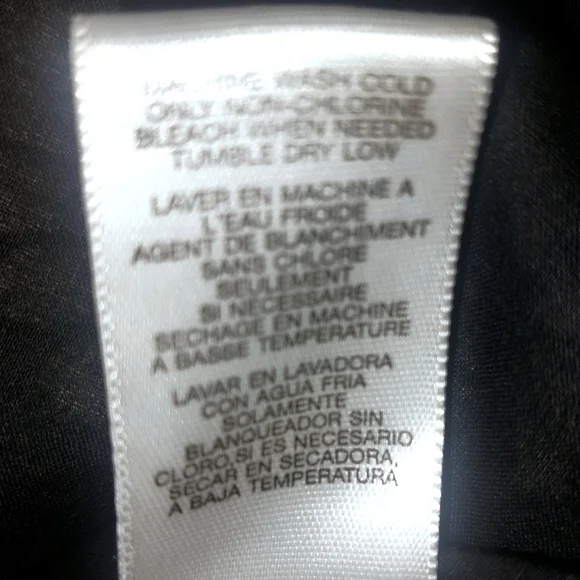 MACHINE WASH COLD
ONLY NON-CHLORINE
BLEACH WHEN NEEDED
TUMBLE DRY LOW
LAVER EN MACHINE A
L'EAU FROIDE
AGENT DE BLANCHIMENT
SANS CHLORE
SEULEMENT
SI NECESSAIRE
SECHAGE EN MACHINE
A BASSE TEMPERATURE
LAVAR EN LAVADORA
CON AGUA FRIA
SOLAMENTE
BLANQUEADOR SIN
CLORO,SI ES NECESARIO
SECAR EN SECADORA,
A BAJA TEMPERATURA